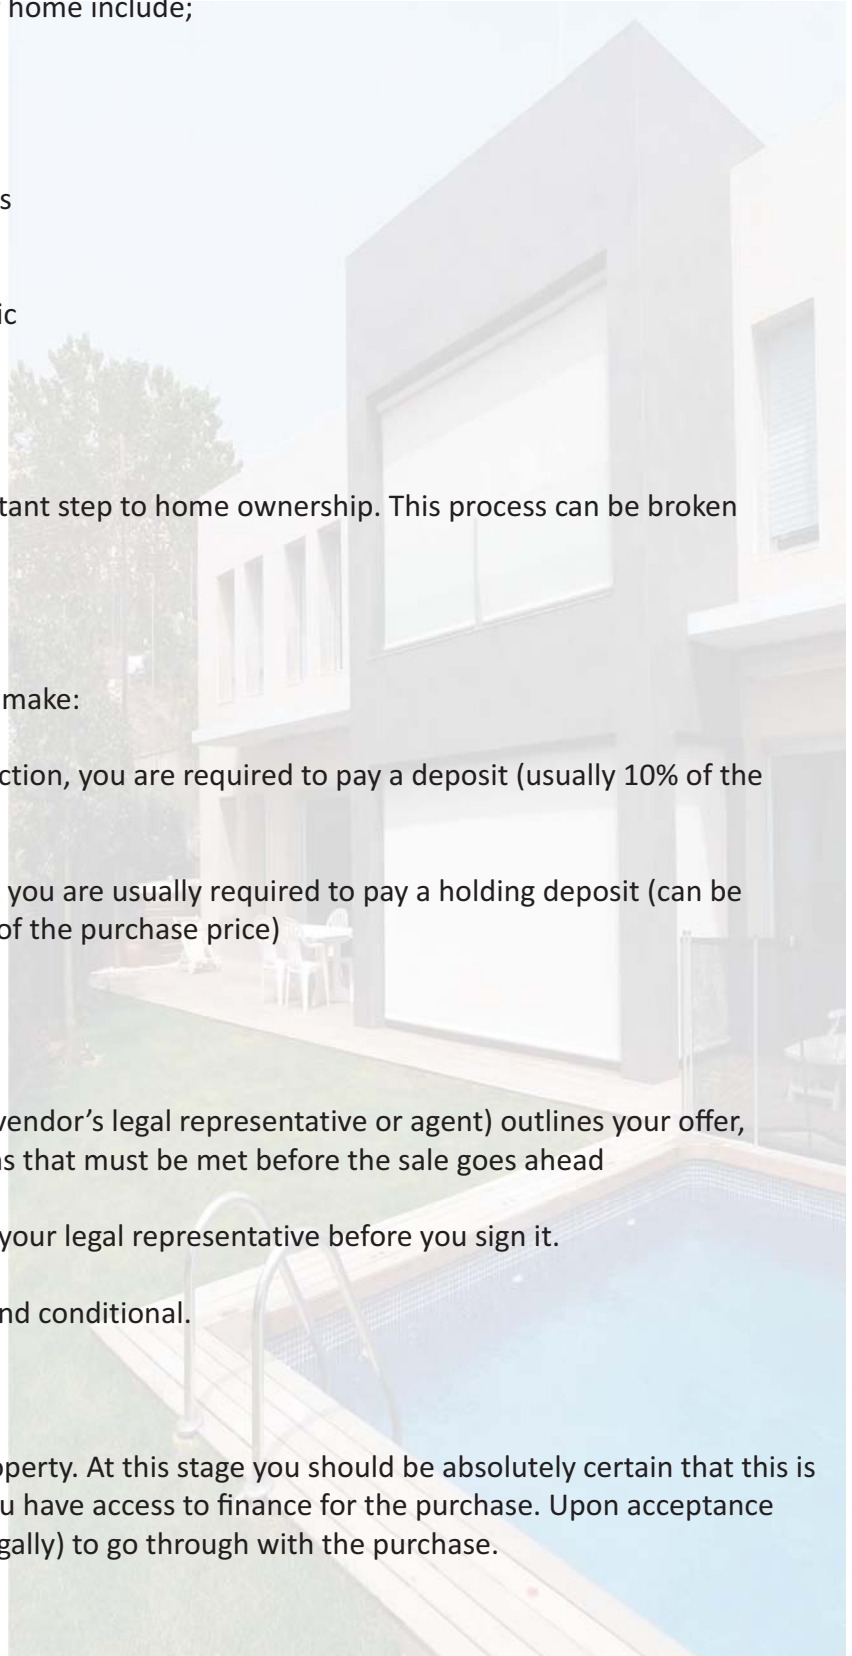 home include;
s
ic
tant step to home ownership. This process can be broken
make:
ction, you are required to pay a deposit (usually 10% of the
you are usually required to pay a holding deposit (can be
of the purchase price)
vendor’s legal representative or agent) outlines your offer,
s that must be met before the sale goes ahead
your legal representative before you sign it.
nd conditional.
perty. At this stage you should be absolutely certain that this is
u have access to finance for the purchase. Upon acceptance
gally) to go through with the purchase.